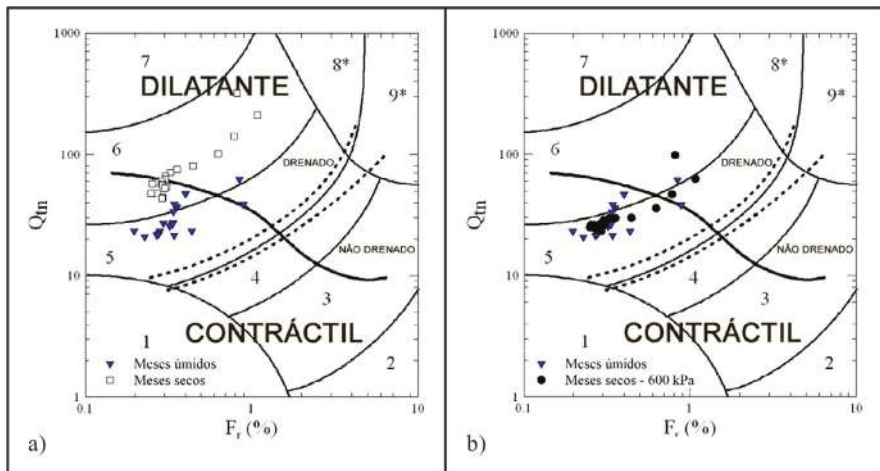 1000
100
10
1
Qtn
7
DILATANTE
8*
9*
6
DRENADO
NÃO DRENADO
5
4
3
1
CONTRÁCTIL
2
Meses úmidos
Meses secos
0.1
1
10
Fr (%)
a)
1000
100
10
1
Qtn
7
DILATANTE
8*
9*
6
DRENADO
NÃO DRENADO
5
4
3
1
CONTRÁCTIL
2
Meses úmidos
Meses secos - 600 kPa
0.1
1
10
Fr (%)
b)